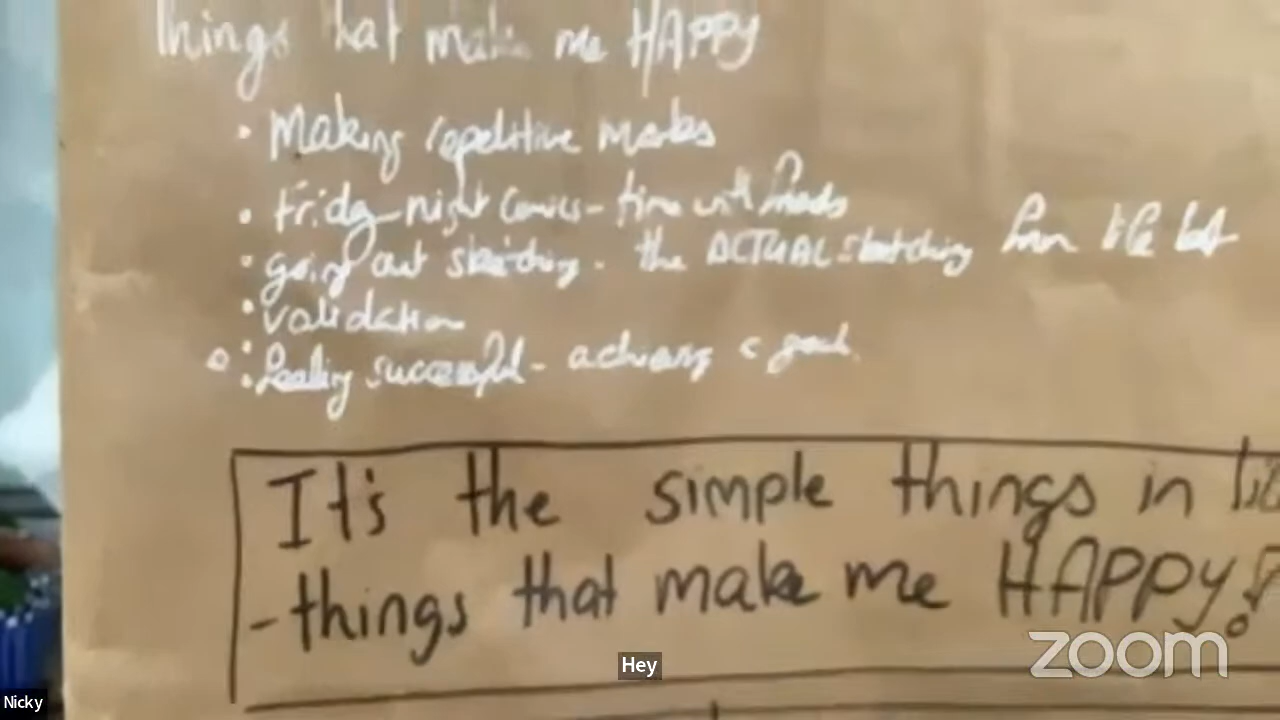 Things that make me HAPPY
• Making repetitive marks
• Friday night comics - time with friends
• going out sketching - the ACTUAL sketching
• validation
• feeling successful - achieving a goal.
It's the simple things in
- things that make me HAPPY!
Hey
zoom
Nicky